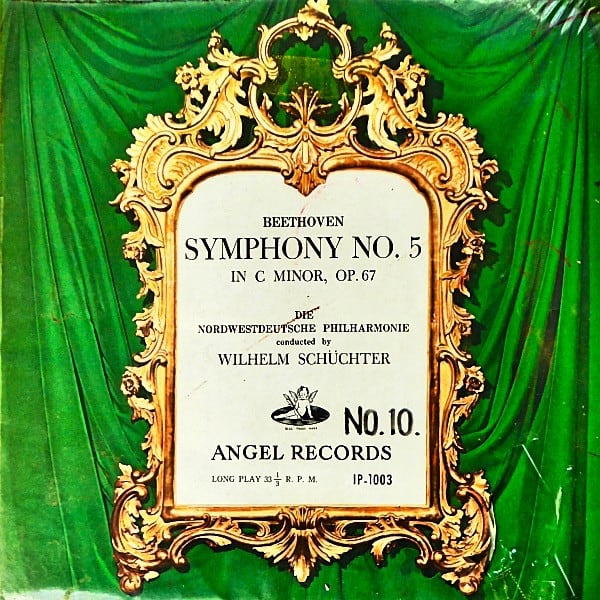 BEETHOVEN
SYMPHONY NO. 5
IN C MINOR, OP. 67
DIE
NORDWESTDEUTSCHE PHILHARMONIE
conducted by
WILHELM SCHÜCHTER
NO.10.
ANGEL RECORDS
LONG PLAY 33 1/3 R. P. M. IP-1003